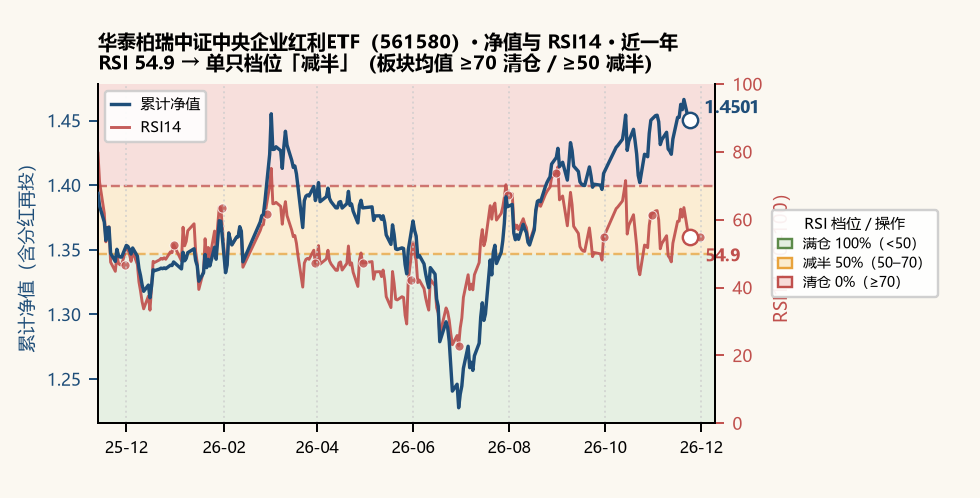 华泰柏瑞中证中央企业红利ETF（561580）·净值与 RSI14·近一年
RSI 54.9 → 单只档位「减半」（板块均值 ≥70 清仓 / ≥50 减半）
累计净值
RSI14
1.4501
54.9
累计净值（含分红再投）
1.45
1.40
1.35
1.30
1.25
100
80
60
40
20
0
RSI
25-12
26-02
26-04
26-06
26-08
26-10
26-12
RSI 档位 / 操作
满仓 100%（<50）
减半 50%（50–70）
清仓 0%（≥70）